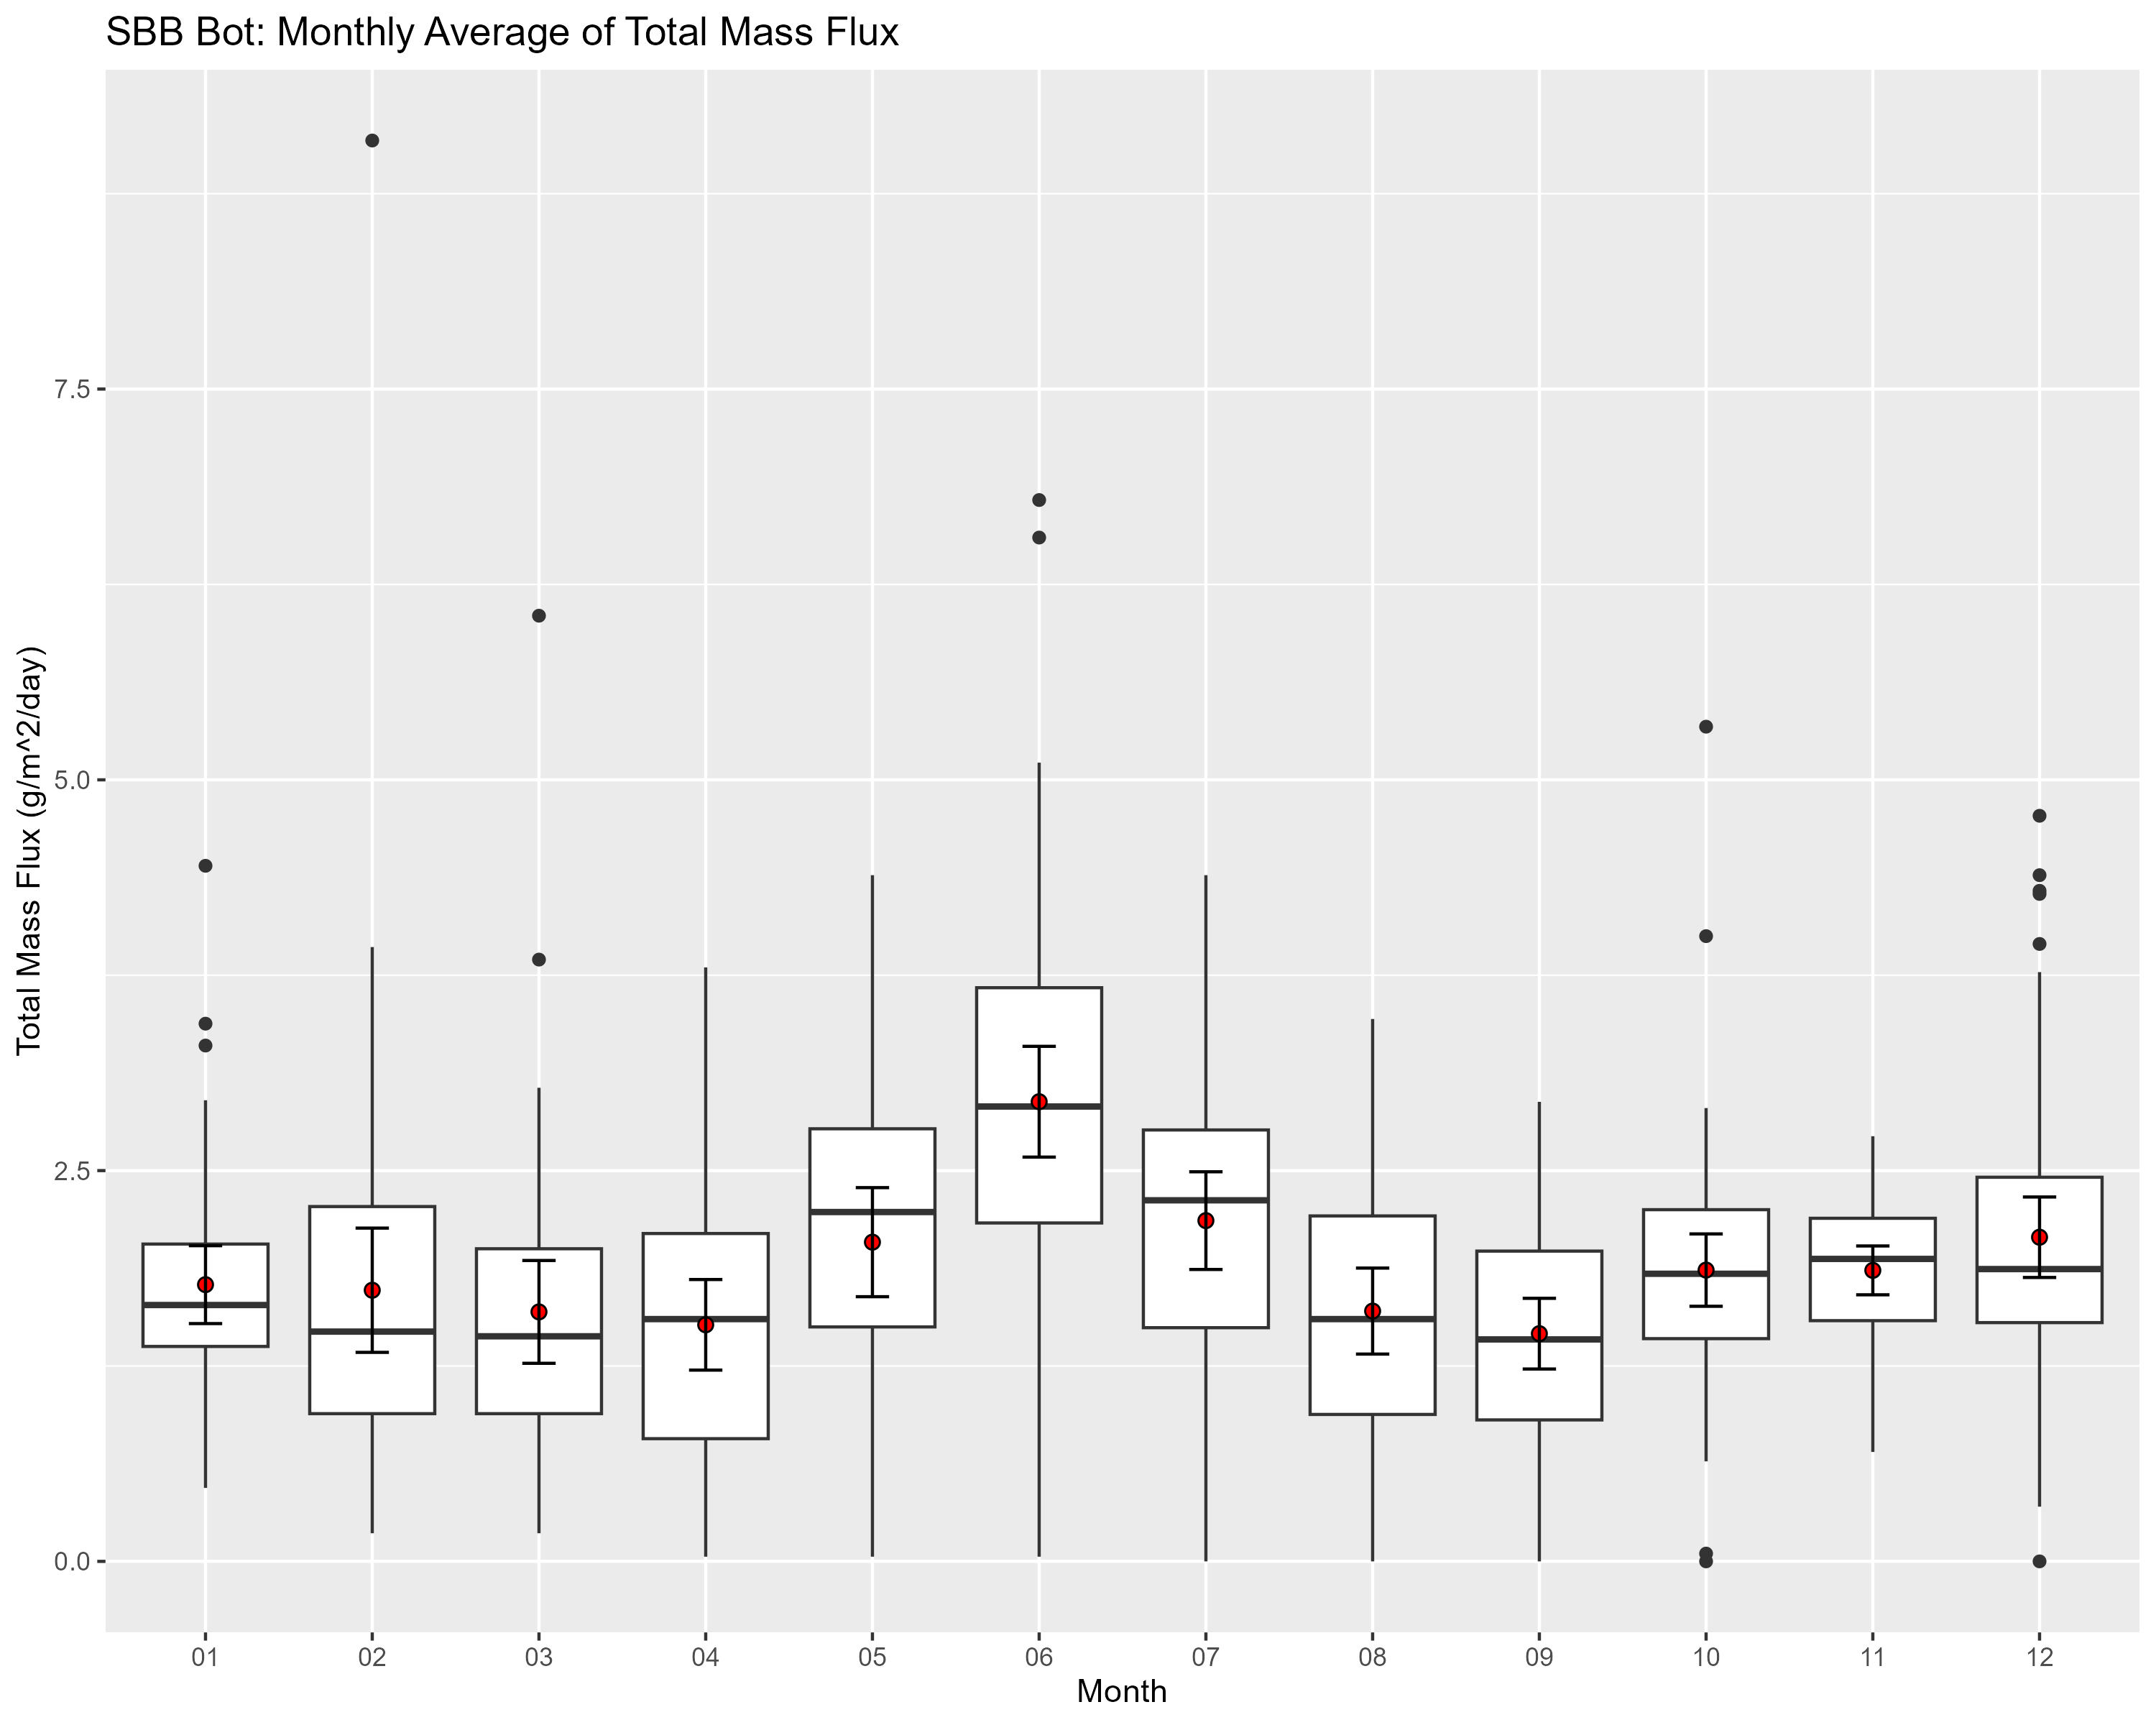 SBB Bot: Monthly Average of Total Mass Flux
Total Mass Flux (g/m^2/day)
7.5
5.0
2.5
0.0
01 02 03 04 05 06 07 08 09 10 11 12
Month